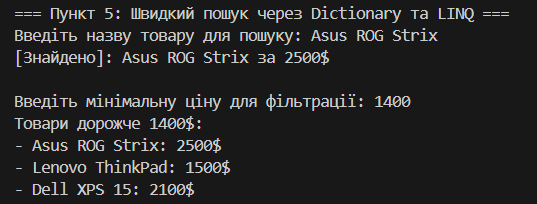 === Пункт 5: Швидкий пошук через Dictionary та LINQ ===
Введіть назву товару для пошуку: Asus ROG Strix
[Знайдено]: Asus ROG Strix за 2500$
Введіть мінімальну ціну для фільтрації: 1400
Товари дорожче 1400$:
- Asus ROG Strix: 2500$
- Lenovo ThinkPad: 1500$
- Dell XPS 15: 2100$